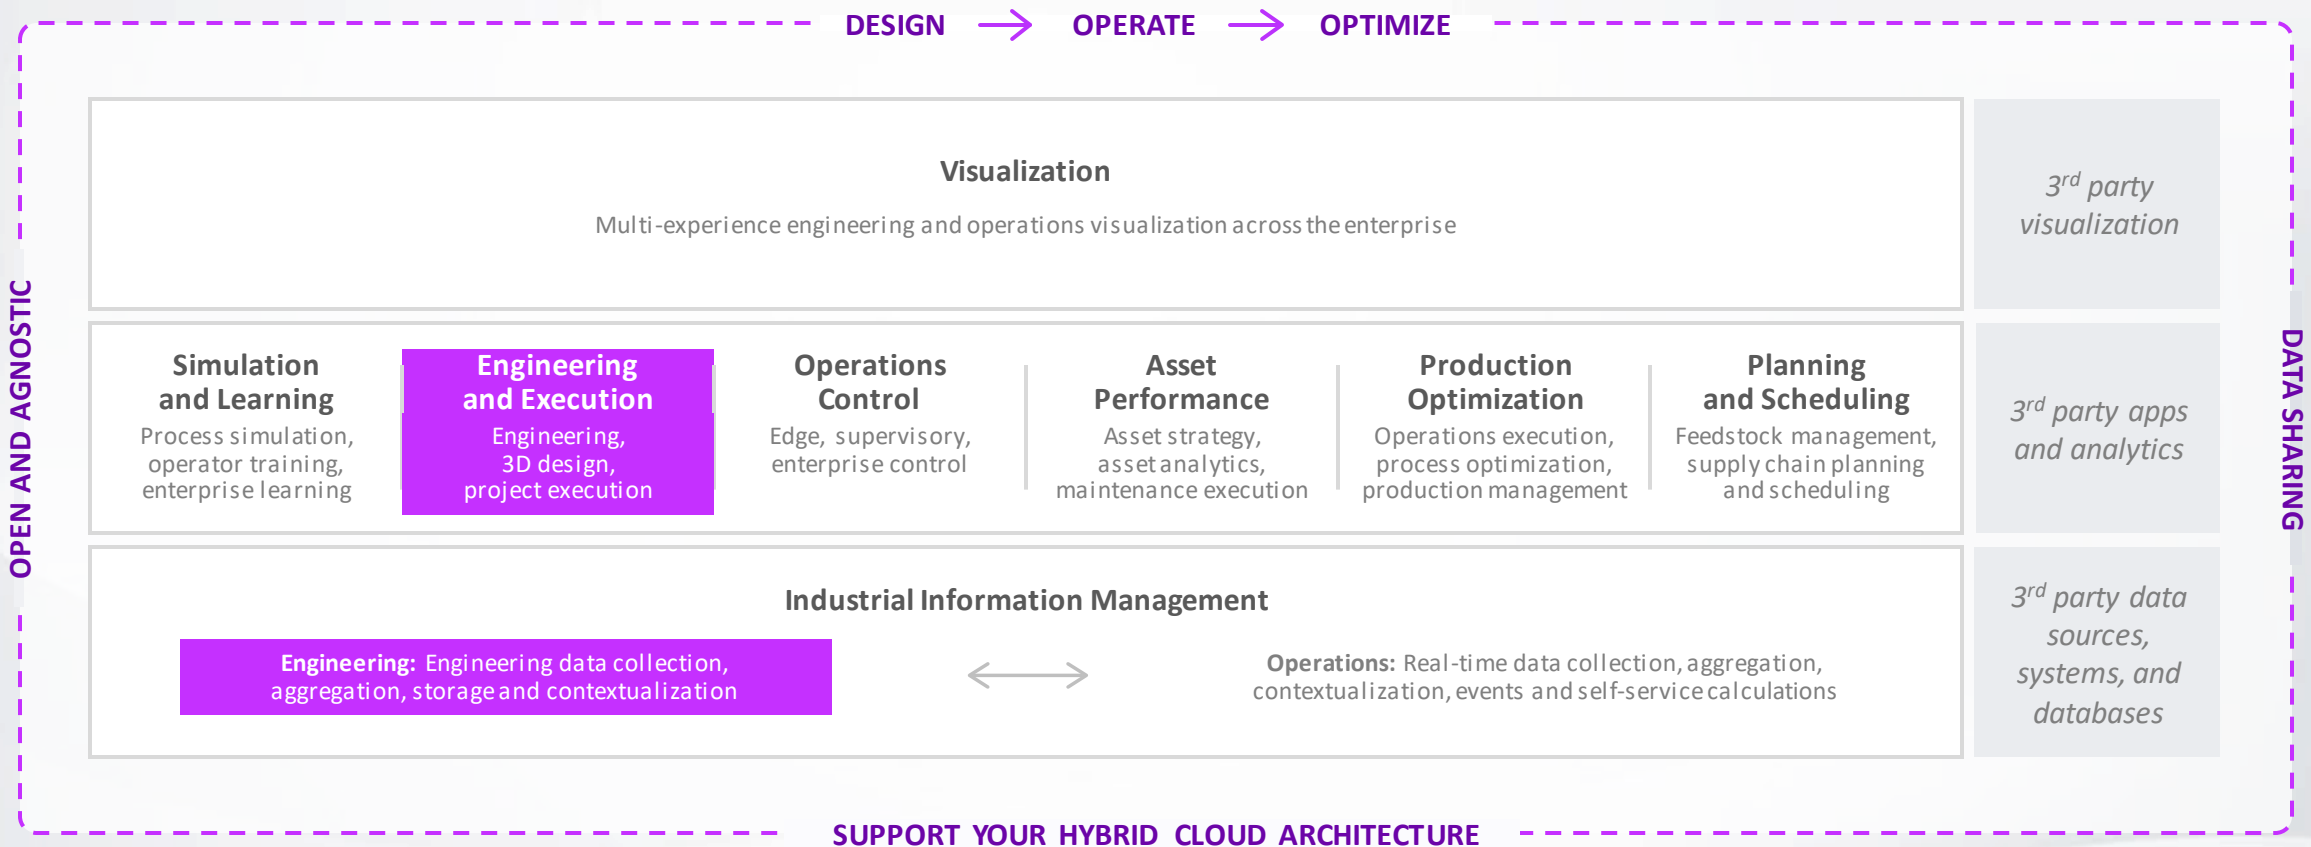 DESIGN OPERATE OPTIMIZE
OPEN AND AGNOSTIC
Visualization
Multi-experience engineering and operations visualization across the enterprise
3rd party
visualization
Simulation
and Learning
Process simulation,
operator training,
enterprise learning
Engineering
and Execution
Engineering,
3D design,
project execution
Operations
Control
Edge, supervisory,
enterprise control
Asset
Performance
Asset strategy,
asset analytics,
maintenance execution
Production
Optimization
Operations execution,
process optimization,
production management
Planning
and Scheduling
Feedstock management,
supply chain planning
and scheduling
3rd party apps
and analytics
Industrial Information Management
Engineering: Engineering data collection,
aggregation, storage and contextualization
Operations: Real-time data collection, aggregation,
contextualization, events and self-service calculations
3rd party data
sources,
systems, and
databases
DATA SHARING
SUPPORT YOUR HYBRID CLOUD ARCHITECTURE